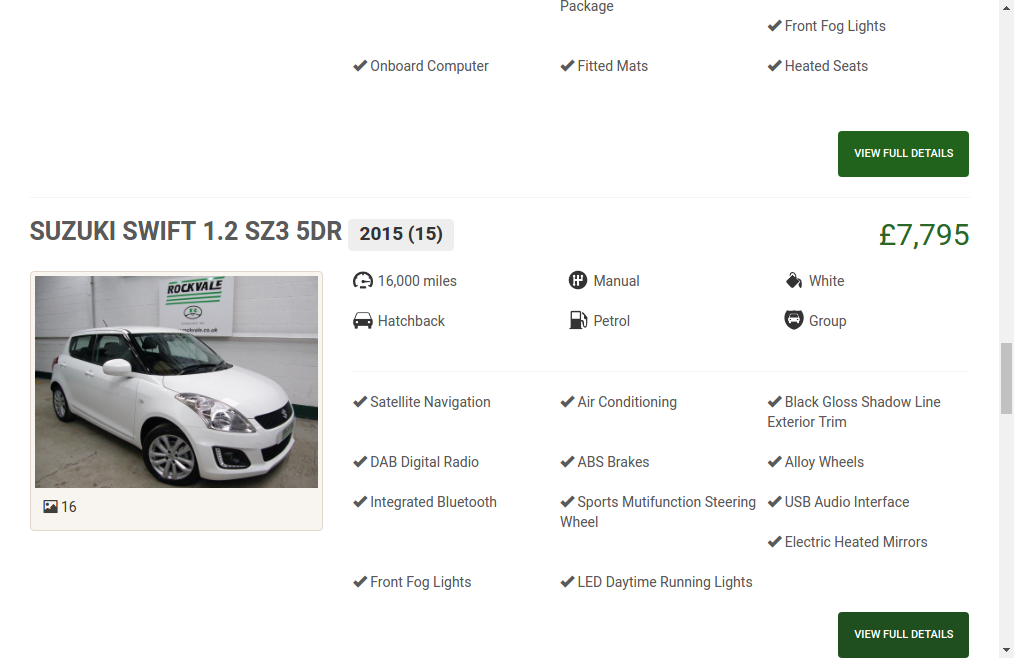 Package
Front Fog Lights
Onboard Computer
Fitted Mats
Heated Seats
VIEW FULL DETAILS
SUZUKI SWIFT 1.2 SZ3 5DR
2015 (15)
£7,795
16,000 miles
Manual
White
Hatchback
Petrol
Group
ROCKVALE
Satellite Navigation
Air Conditioning
Black Gloss Shadow Line
Exterior Trim
DAB Digital Radio
ABS Brakes
Alloy Wheels
Integrated Bluetooth
Sports Mutifunction Steering
Wheel
USB Audio Interface
Electric Heated Mirrors
16
Front Fog Lights
LED Daytime Running Lights
VIEW FULL DETAILS